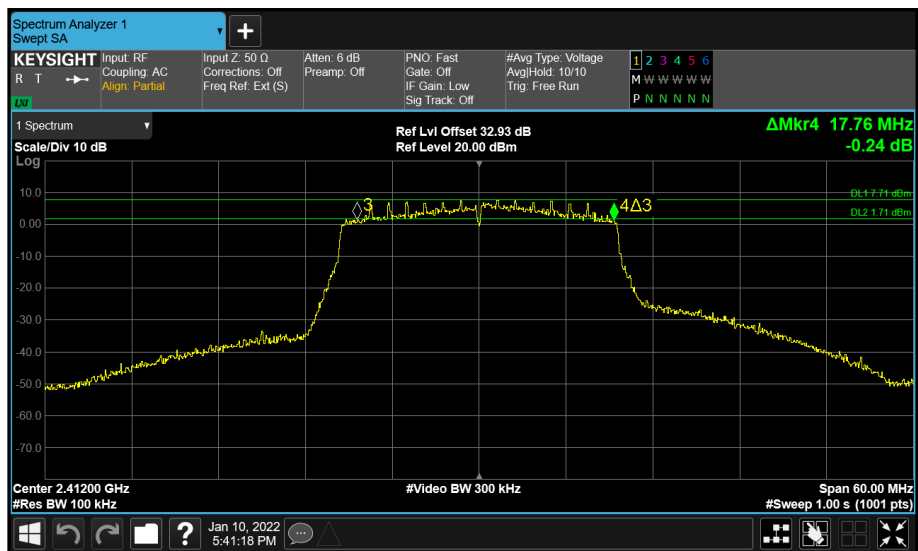 Spectrum Analyzer 1
Swept SA
KEYSIGHT
R T
LXI
Input: RF
Coupling: AC
Align: Partial
Input Z: 50 Ω
Corrections: Off
Freq Ref: Ext (S)
Atten: 6 dB
Preamp: Off
PNO: Fast
Gate: Off
IF Gain: Low
Sig Track: Off
#Avg Type: Voltage
Avg|Hold: 10/10
Trig: Free Run
1 2 3 4 5 6
M W W W W W
P N N N N N
1 Spectrum
Scale/Div 10 dB
Ref Lvl Offset 32.93 dB
Ref Level 20.00 dBm
ΔMkr4 17.76 MHz
-0.24 dB
Log
10.0
0.00
-10.0
-20.0
-30.0
-40.0
-50.0
-60.0
-70.0
3
4Δ3
DL1 7.71 dBm
DL2 1.71 dBm
Center 2.41200 GHz
#Res BW 100 kHz
#Video BW 300 kHz
Span 60.00 MHz
#Sweep 1.00 s (1001 pts)
?
Jan 10, 2022
5:41:18 PM